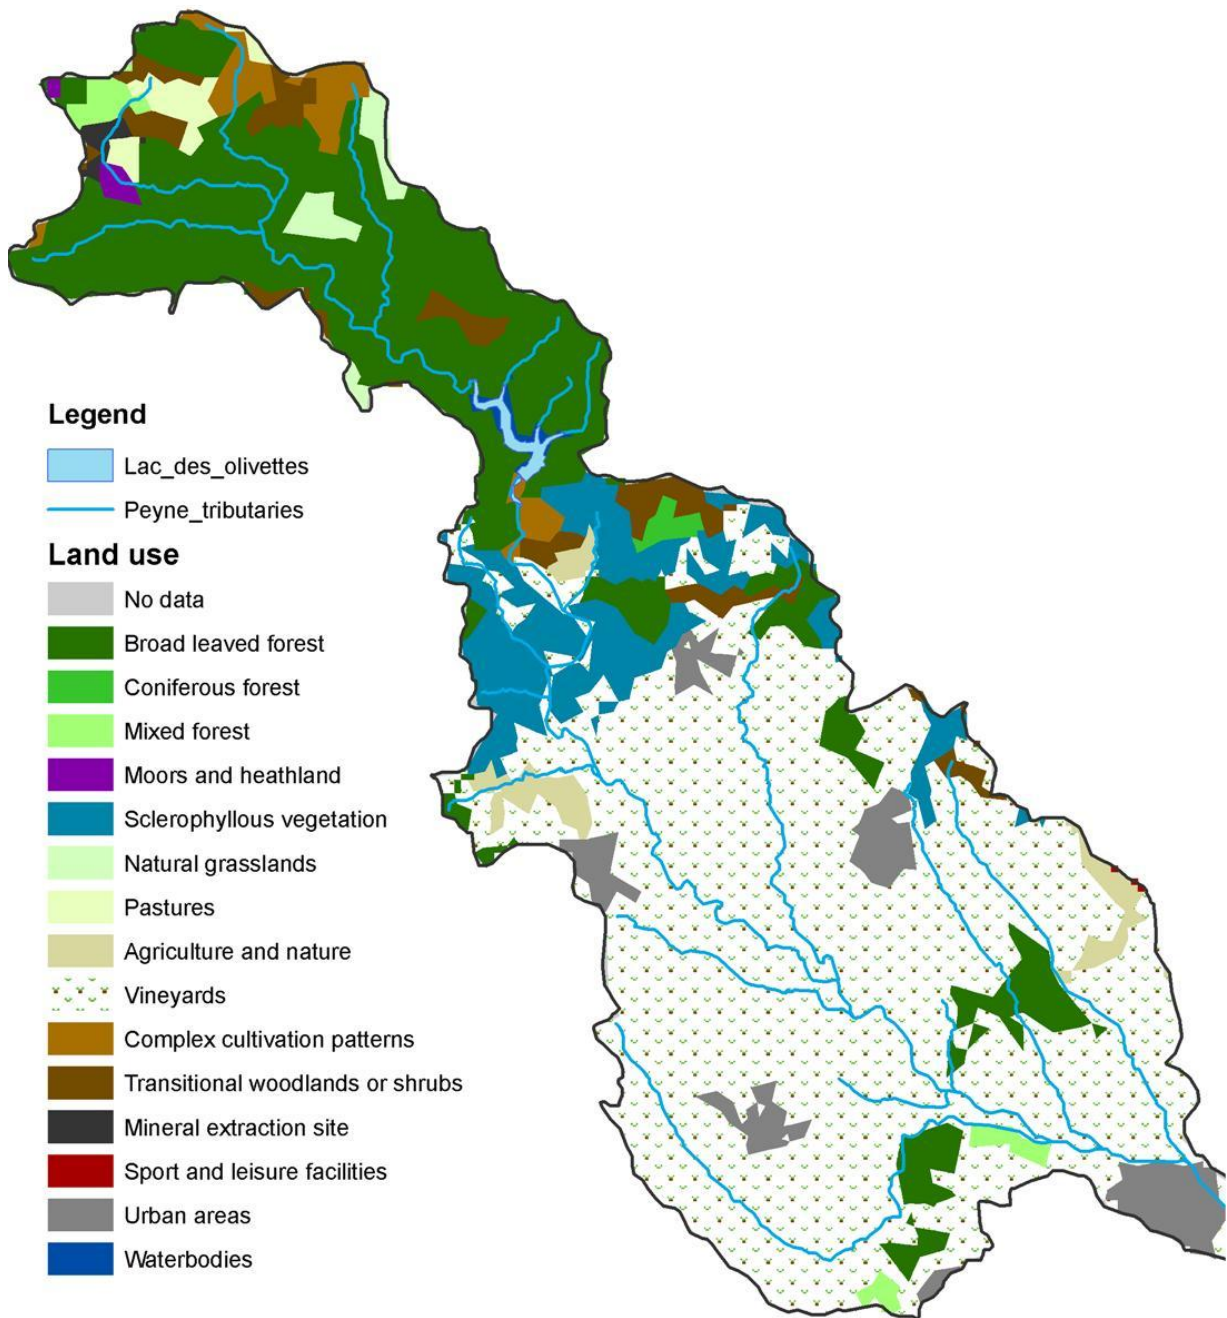 Legend
Lac_des_olivettes
Peyne_tributaries
Land use
No data
Broad leaved forest
Coniferous forest
Mixed forest
Moors and heathland
Sclerophyllous vegetation
Natural grasslands
Pastures
Agriculture and nature
Vineyards
Complex cultivation patterns
Transitional woodlands or shrubs
Mineral extraction site
Sport and leisure facilities
Urban areas
Waterbodies